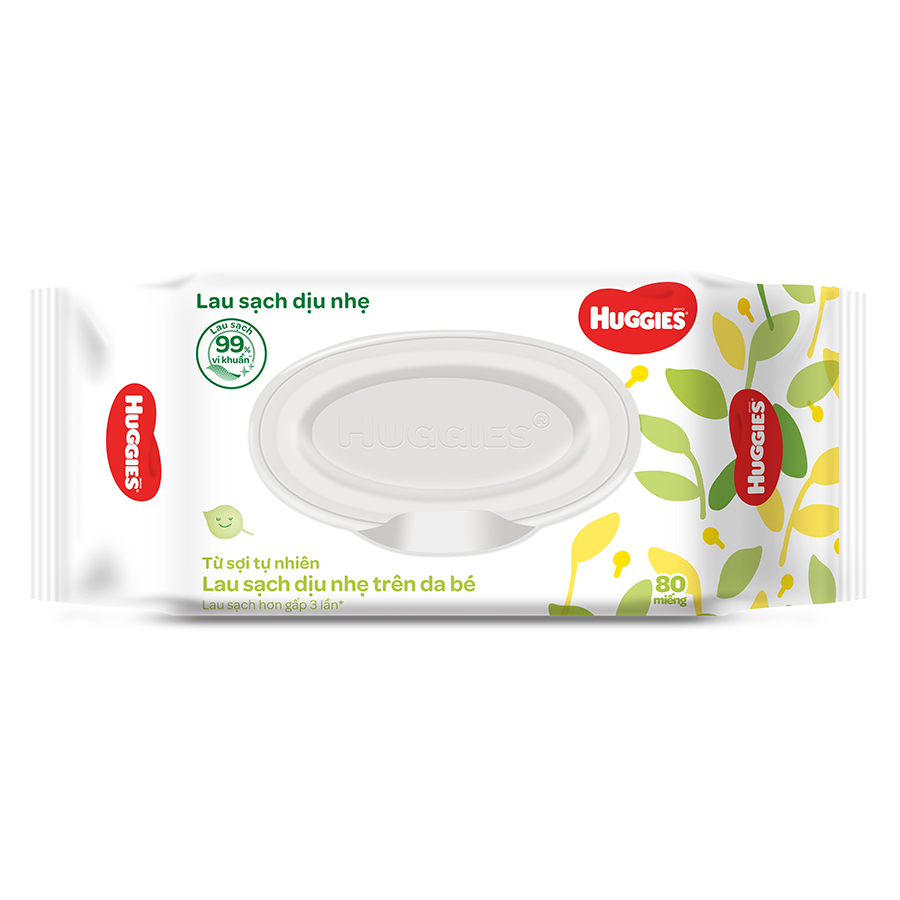 Lau sạch dịu nhẹ
Lau sạch
99%
vi khuẩn
BRAND
HUGGIES®
HUGGIES®
HUGGIES®
HUGGIES®
Từ sợi tự nhiên
Lau sạch dịu nhẹ trên da bé
Lau sạch hơn gấp 3 lần*
80
miếng